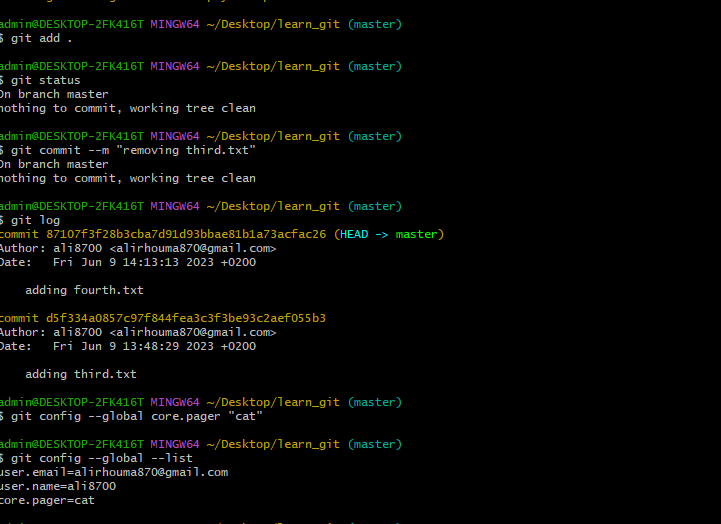 admin@DESKTOP-2FK416T MINGW64 ~/Desktop/learn_git (master)
$ git add .
admin@DESKTOP-2FK416T MINGW64 ~/Desktop/learn_git (master)
$ git status
On branch master
nothing to commit, working tree clean
admin@DESKTOP-2FK416T MINGW64 ~/Desktop/learn_git (master)
$ git commit --m "removing third.txt"
On branch master
nothing to commit, working tree clean
admin@DESKTOP-2FK416T MINGW64 ~/Desktop/learn_git (master)
$ git log
commit 87107f3f28b3cba7d91d93bbae81b1a73acfac26 (HEAD -> master)
Author: ali8700 <alirhouma870@gmail.com>
Date:   Fri Jun 9 14:13:13 2023 +0200
    adding fourth.txt
commit d5f334a0857c97f844fea3c3f3be93c2aef055b3
Author: ali8700 <alirhouma870@gmail.com>
Date:   Fri Jun 9 13:48:29 2023 +0200
    adding third.txt
admin@DESKTOP-2FK416T MINGW64 ~/Desktop/learn_git (master)
$ git config --global core.pager "cat"
admin@DESKTOP-2FK416T MINGW64 ~/Desktop/learn_git (master)
$ git config --global --list
user.email=alirhouma870@gmail.com
user.name=ali8700
core.pager=cat